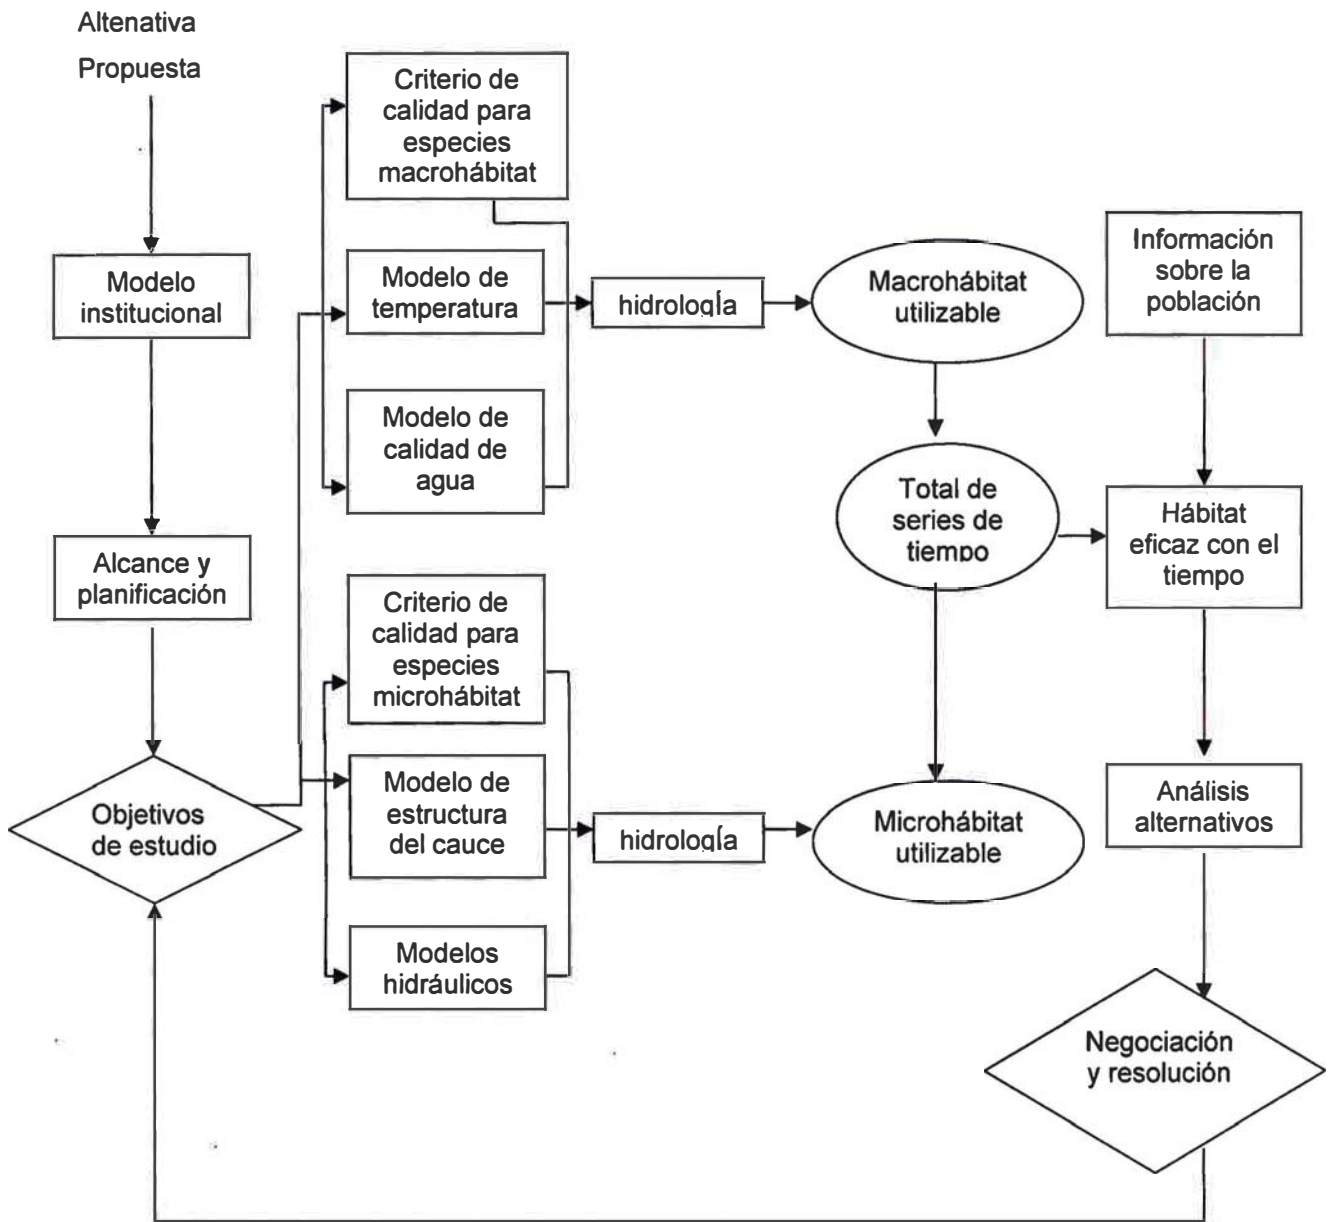 Altenativa
Propuesta
Modelo
institucional
Alcance y
planificación
Objetivos
de estudio
Criterio de
calidad para
especies
macrohábitat
Modelo de
temperatura
Modelo de
calidad de
agua
Criterio de
calidad para
especies
microhábitat
Modelo de
estructura
del cauce
Modelos
hidráulicos
hidrología
hidrología
Macrohábitat
utilizable
Total de
series de
tiempo
Microhábitat
utilizable
Información
sobre la
población
Hábitat
eficaz con el
tiempo
Análisis
alternativos
Negociación
y resolución